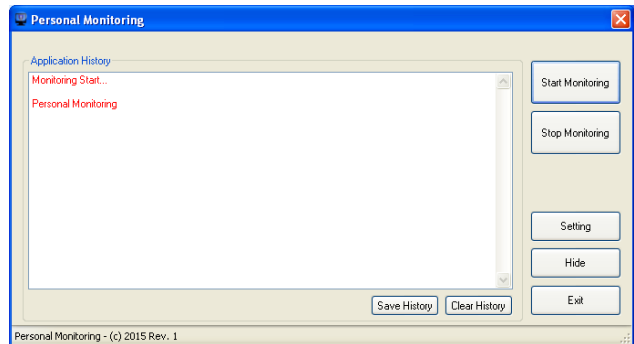 Personal Monitoring
Application History
Monitoring Start...
Personal Monitoring
Start Monitoring
Stop Monitoring
Setting
Hide
Exit
Save History
Clear History
Personal Monitoring - (c) 2015 Rev. 1